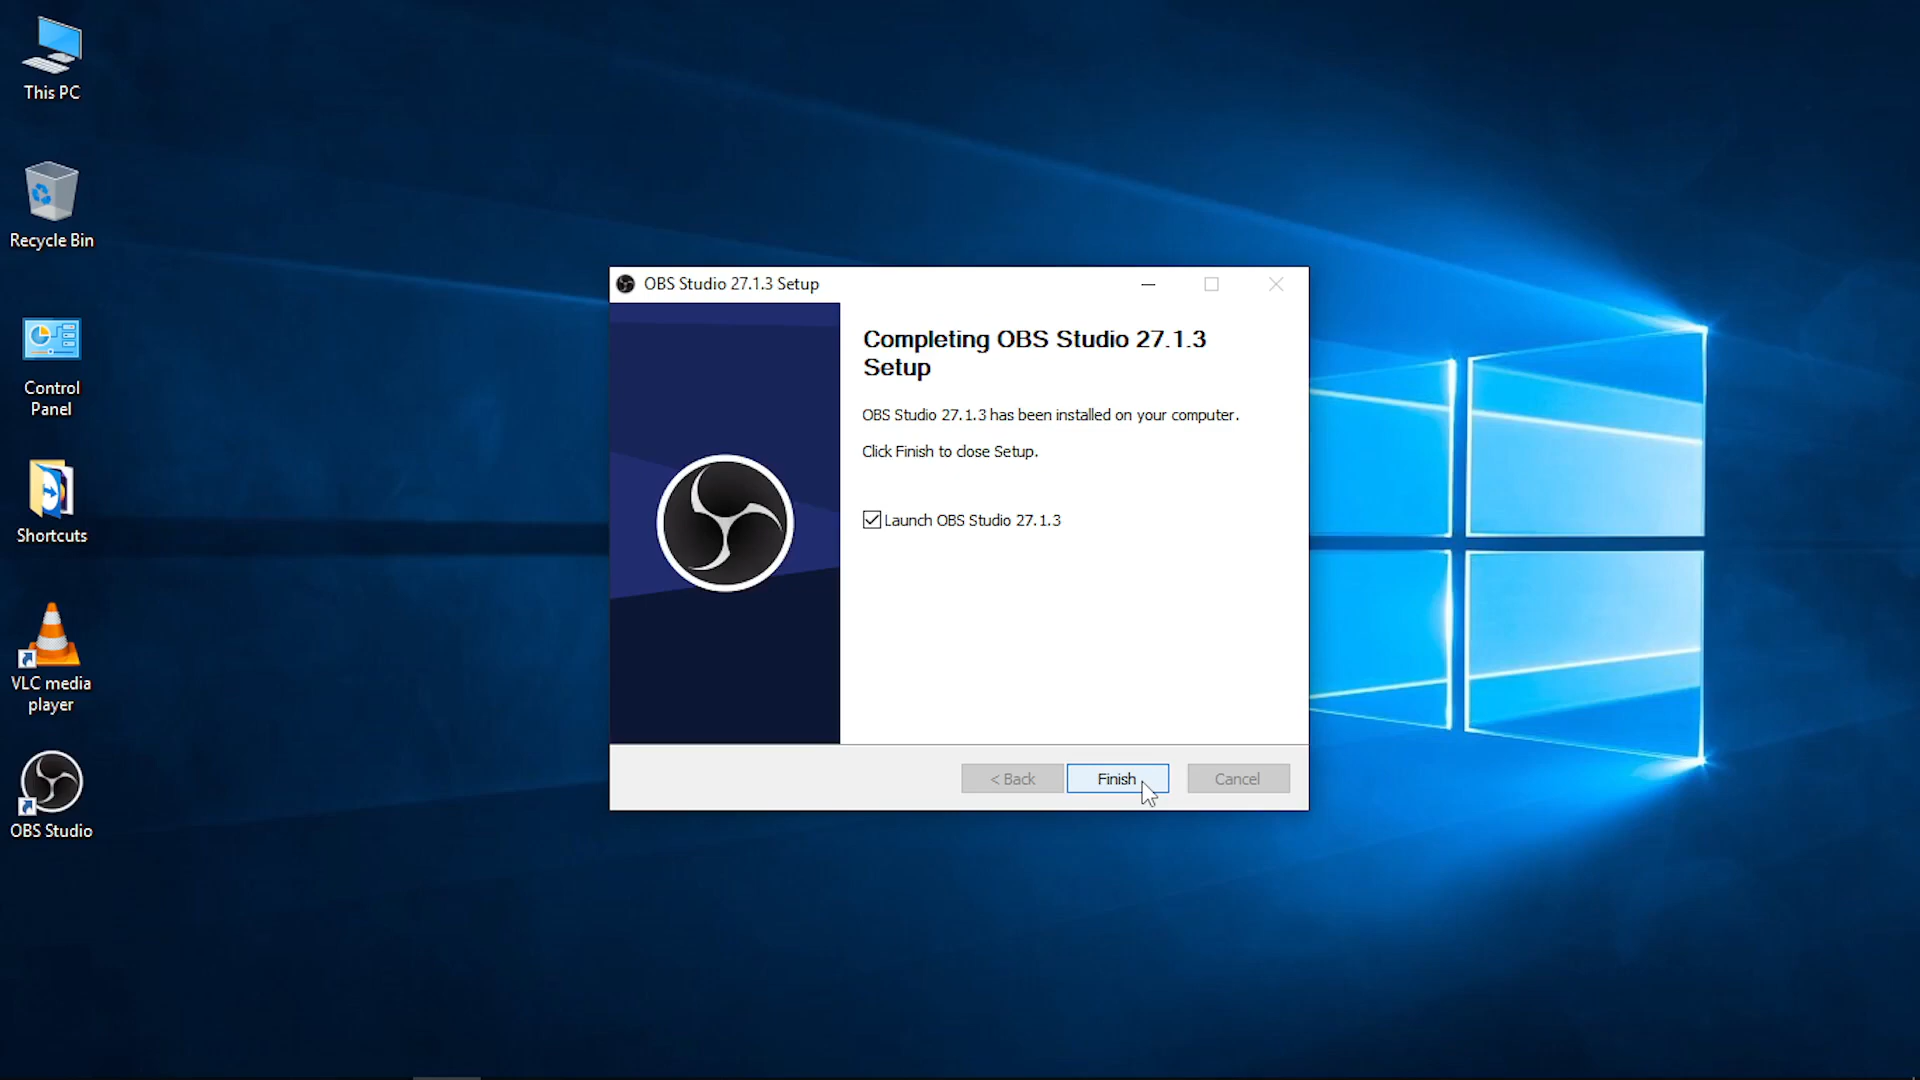 This PC
Recycle Bin
Control
Panel
Shortcuts
VLC media
player
OBS Studio
OBS Studio 27.1.3 Setup
Completing OBS Studio 27.1.3
Setup
OBS Studio 27.1.3 has been installed on your computer.
Click Finish to close Setup.
Launch OBS Studio 27.1.3
< Back
Finish
Cancel